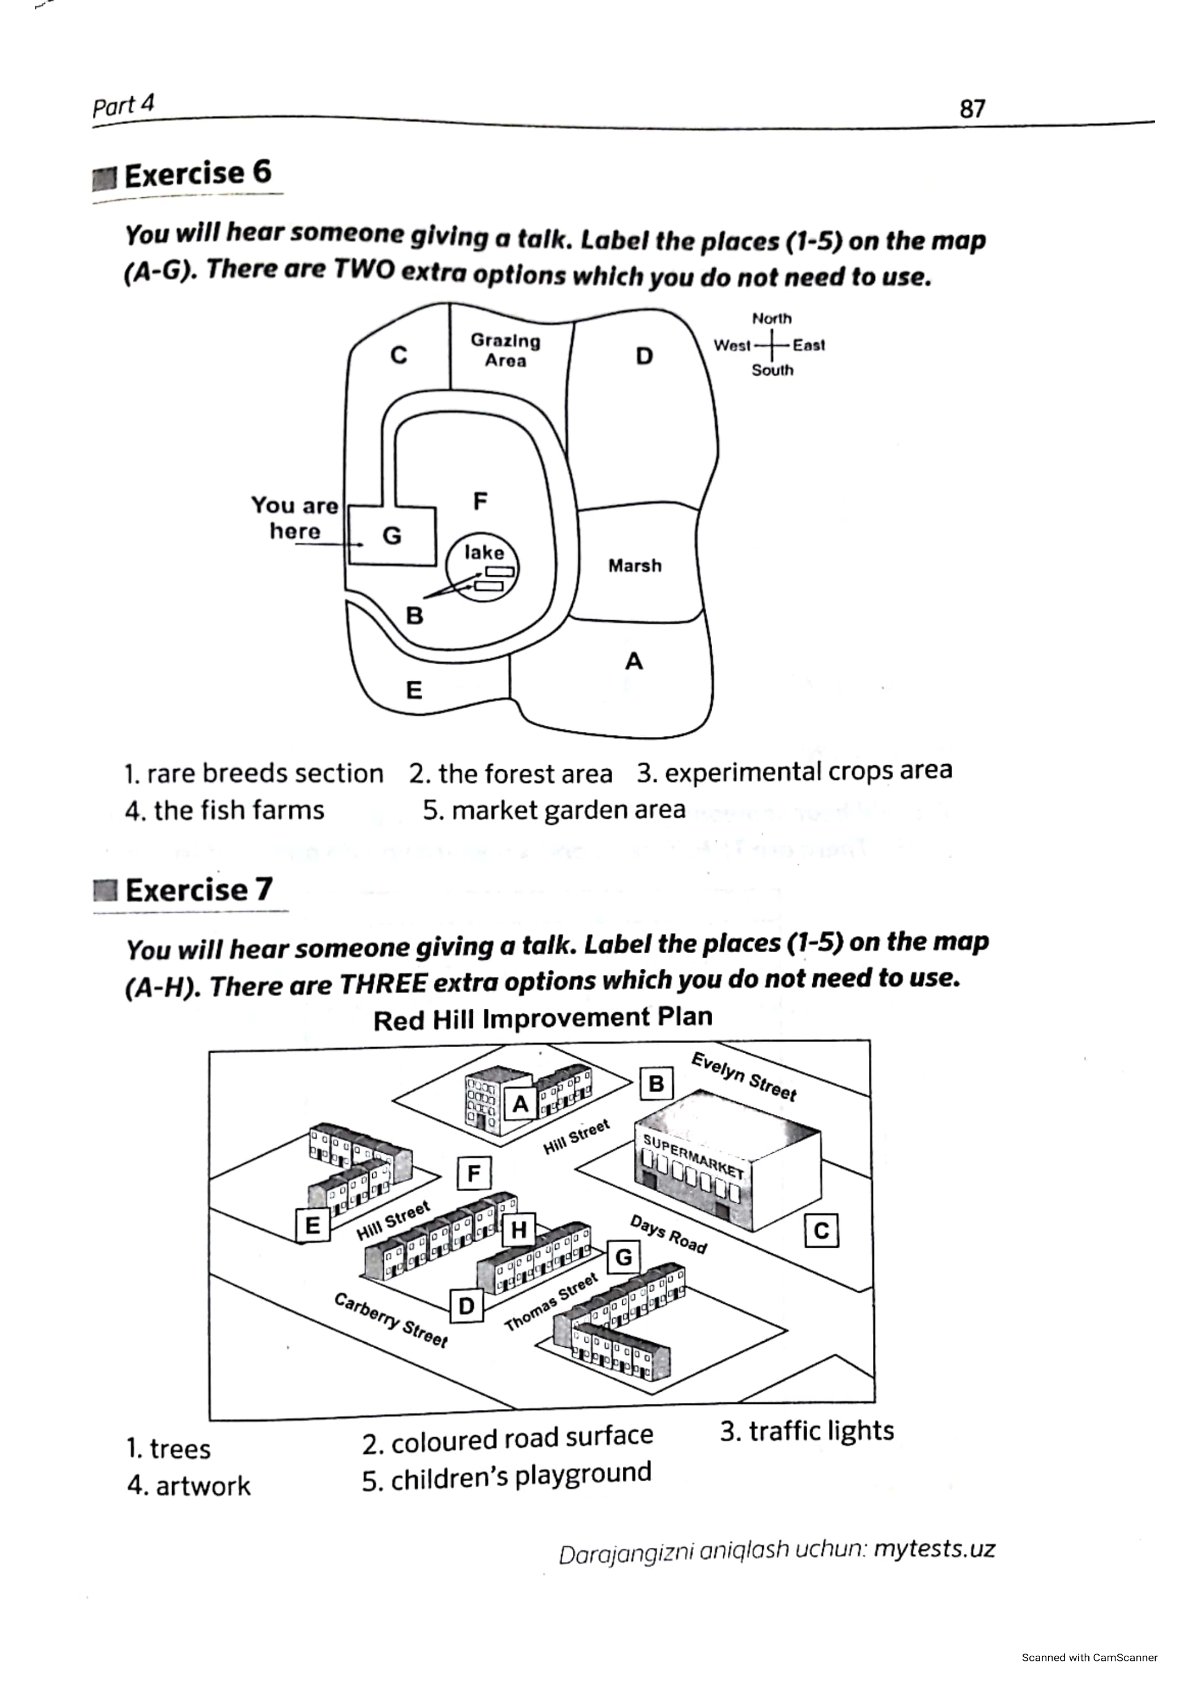 Part 4
87
Exercise 6
You will hear someone giving a talk. Label the places (1-5) on the map
(A-G). There are TWO extra options which you do not need to use.
C
Grazing
Area
D
North
West
East
South
You are
here
G
F
lake
Marsh
B
A
E
1. rare breeds section 2. the forest area 3. experimental crops area
4. the fish farms 5. market garden area
Exercise 7
You will hear someone giving a talk. Label the places (1-5) on the map
(A-H). There are THREE extra options which you do not need to use.
Red Hill Improvement Plan
Evelyn Street
B
A
Hill Street
SUPERMARKET
F
E
Hill Street
H
Days Road
C
G
D
Thomas Street
Carberry Street
1. trees 2. coloured road surface 3. traffic lights
4. artwork 5. children's playground
Darajangizni aniqlash uchun: mytests.uz
Scanned with CamScanner